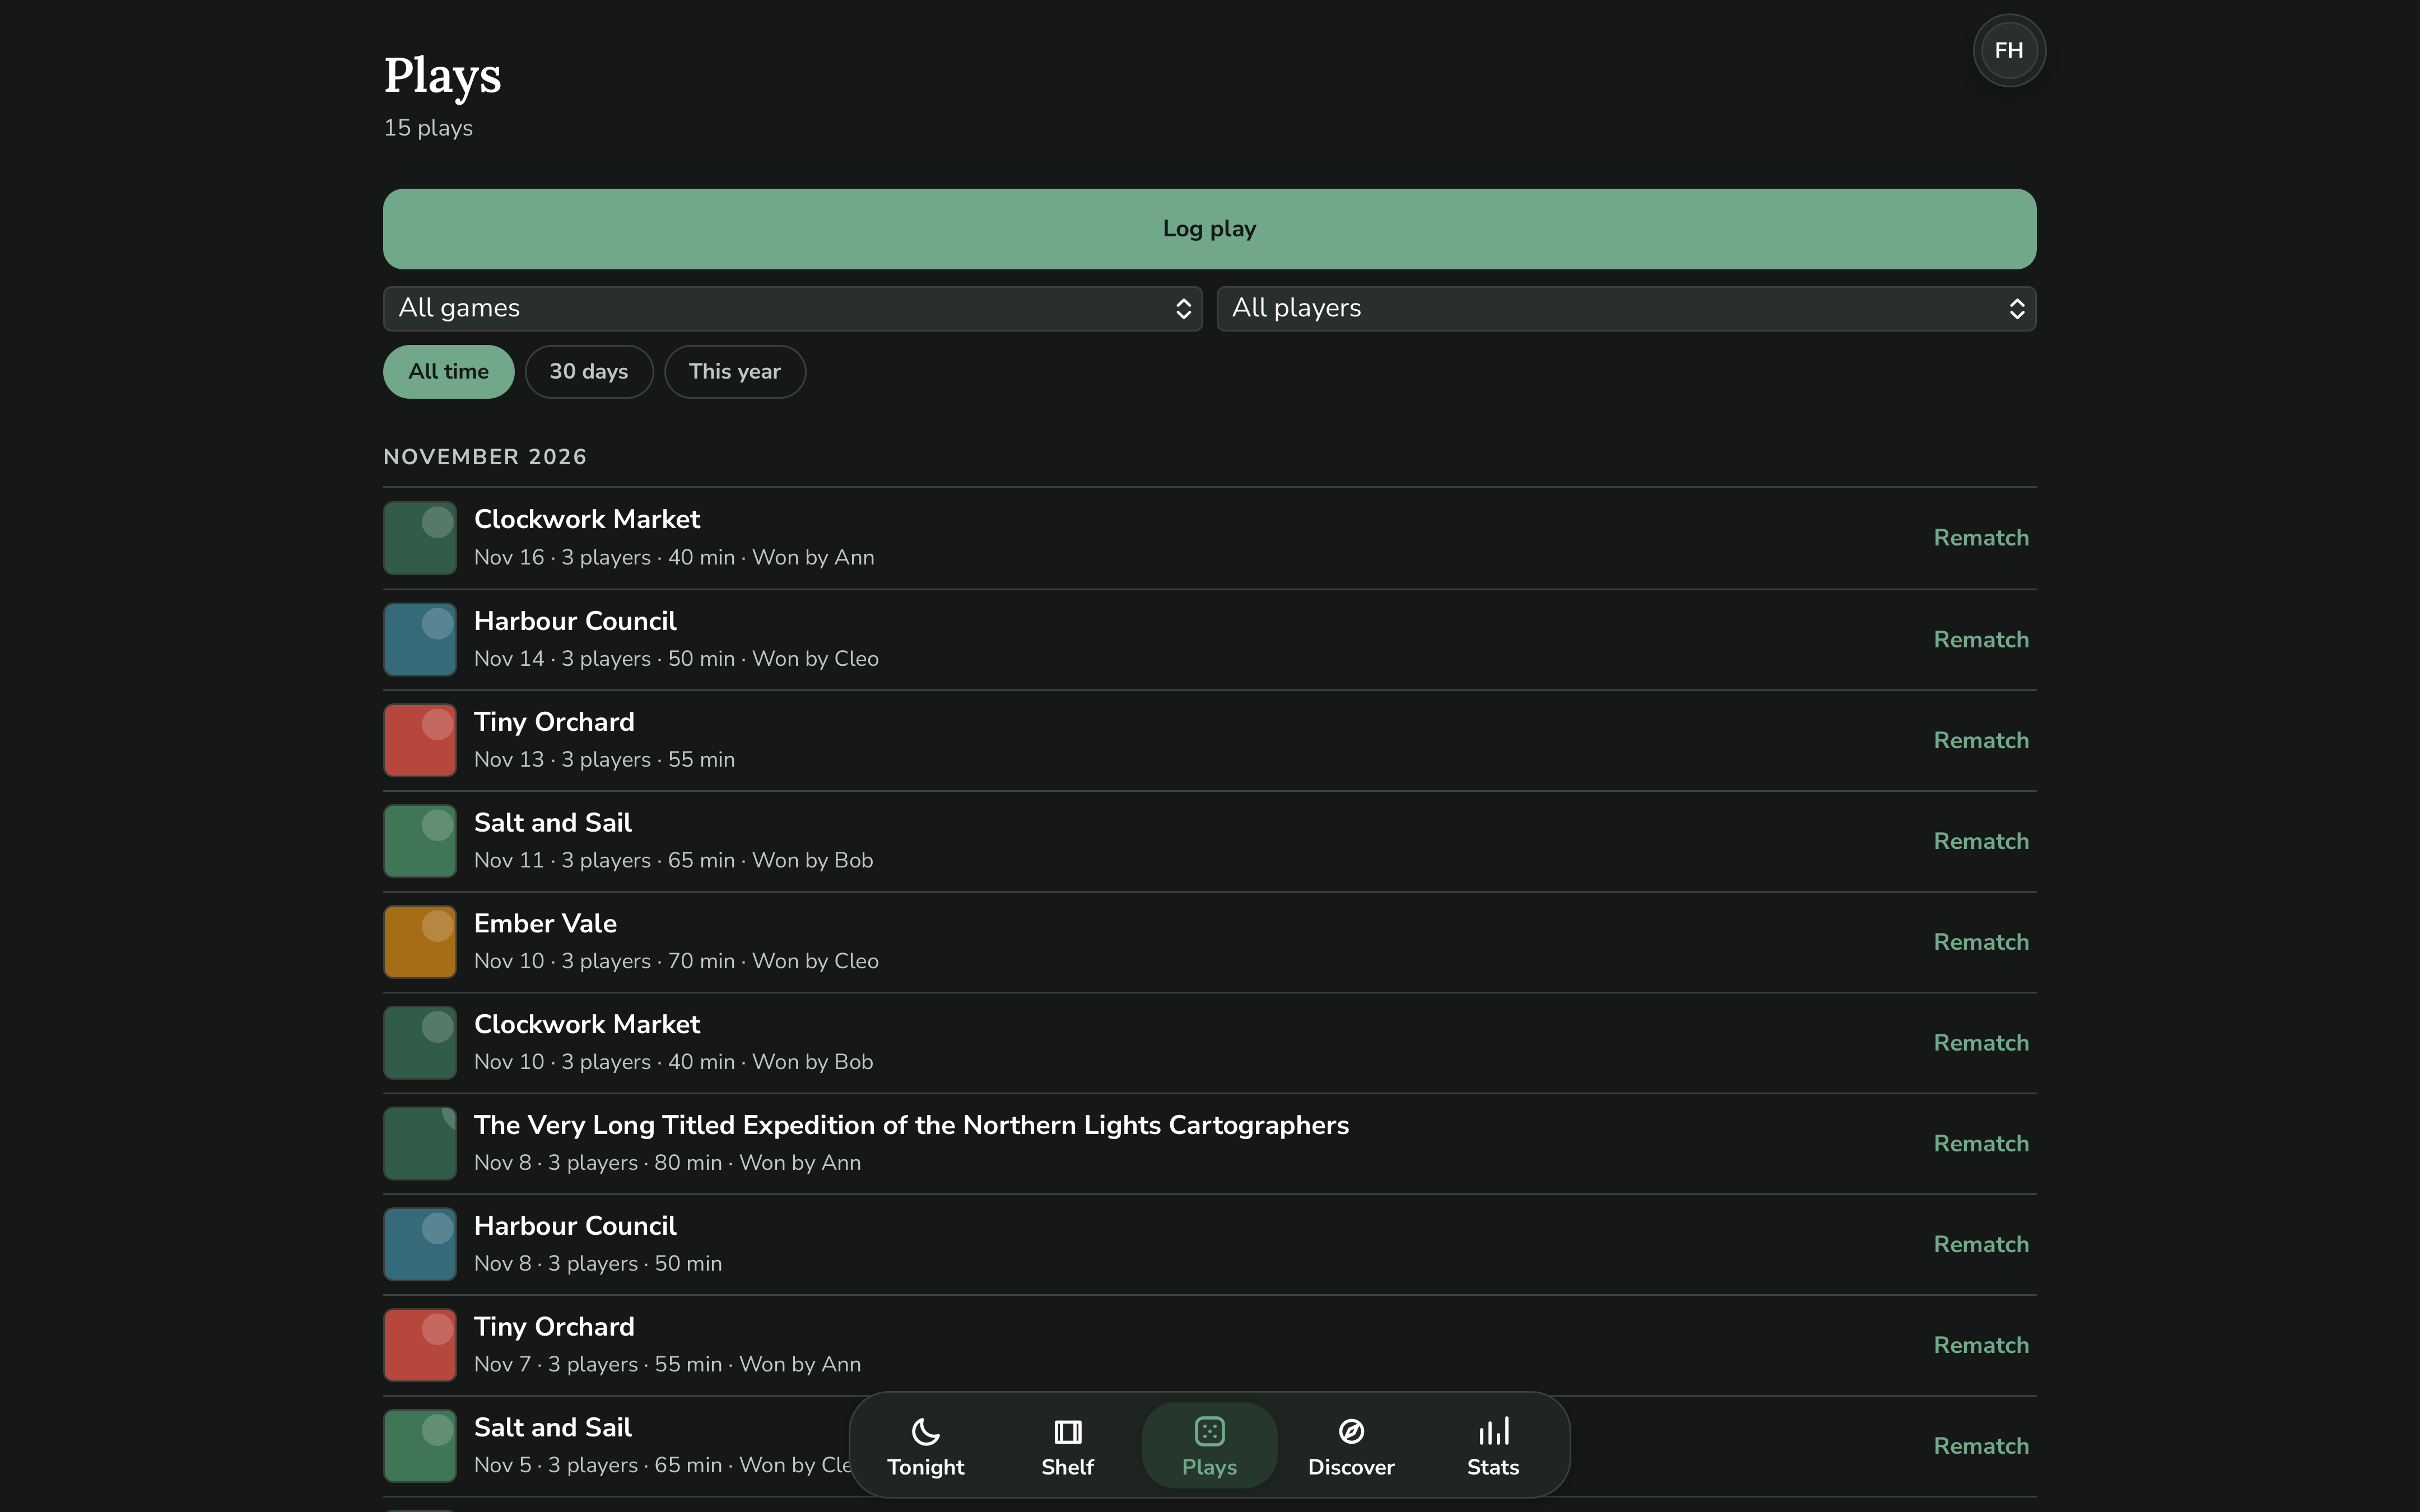 FH
Plays
15 plays
Log play
All games
All players
All time
30 days
This year
NOVEMBER 2026
Clockwork Market
Nov 16 · 3 players · 40 min · Won by Ann
Rematch
Harbour Council
Nov 14 · 3 players · 50 min · Won by Cleo
Rematch
Tiny Orchard
Nov 13 · 3 players · 55 min
Rematch
Salt and Sail
Nov 11 · 3 players · 65 min · Won by Bob
Rematch
Ember Vale
Nov 10 · 3 players · 70 min · Won by Cleo
Rematch
Clockwork Market
Nov 10 · 3 players · 40 min · Won by Bob
Rematch
The Very Long Titled Expedition of the Northern Lights Cartographers
Nov 8 · 3 players · 80 min · Won by Ann
Rematch
Harbour Council
Nov 8 · 3 players · 50 min
Rematch
Tiny Orchard
Nov 7 · 3 players · 55 min · Won by Ann
Rematch
Salt and Sail
Nov 5 · 3 players · 65 min · Won by
Rematch
Tonight
Shelf
Plays
Discover
Stats